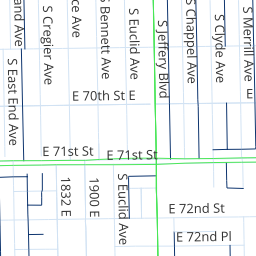 and Ave
S Cregier Ave
ce Ave
S Bennett Ave
S Euclid Ave
S Jeffery Blvd
S Chappel Ave
S Clyde Ave
S Merrill Ave
E
S East End Ave
E 70th St
E
E 71st St
E 71st St
1832 E
1900 E
S Euclid Ave
E 72nd St
E 72nd Pl